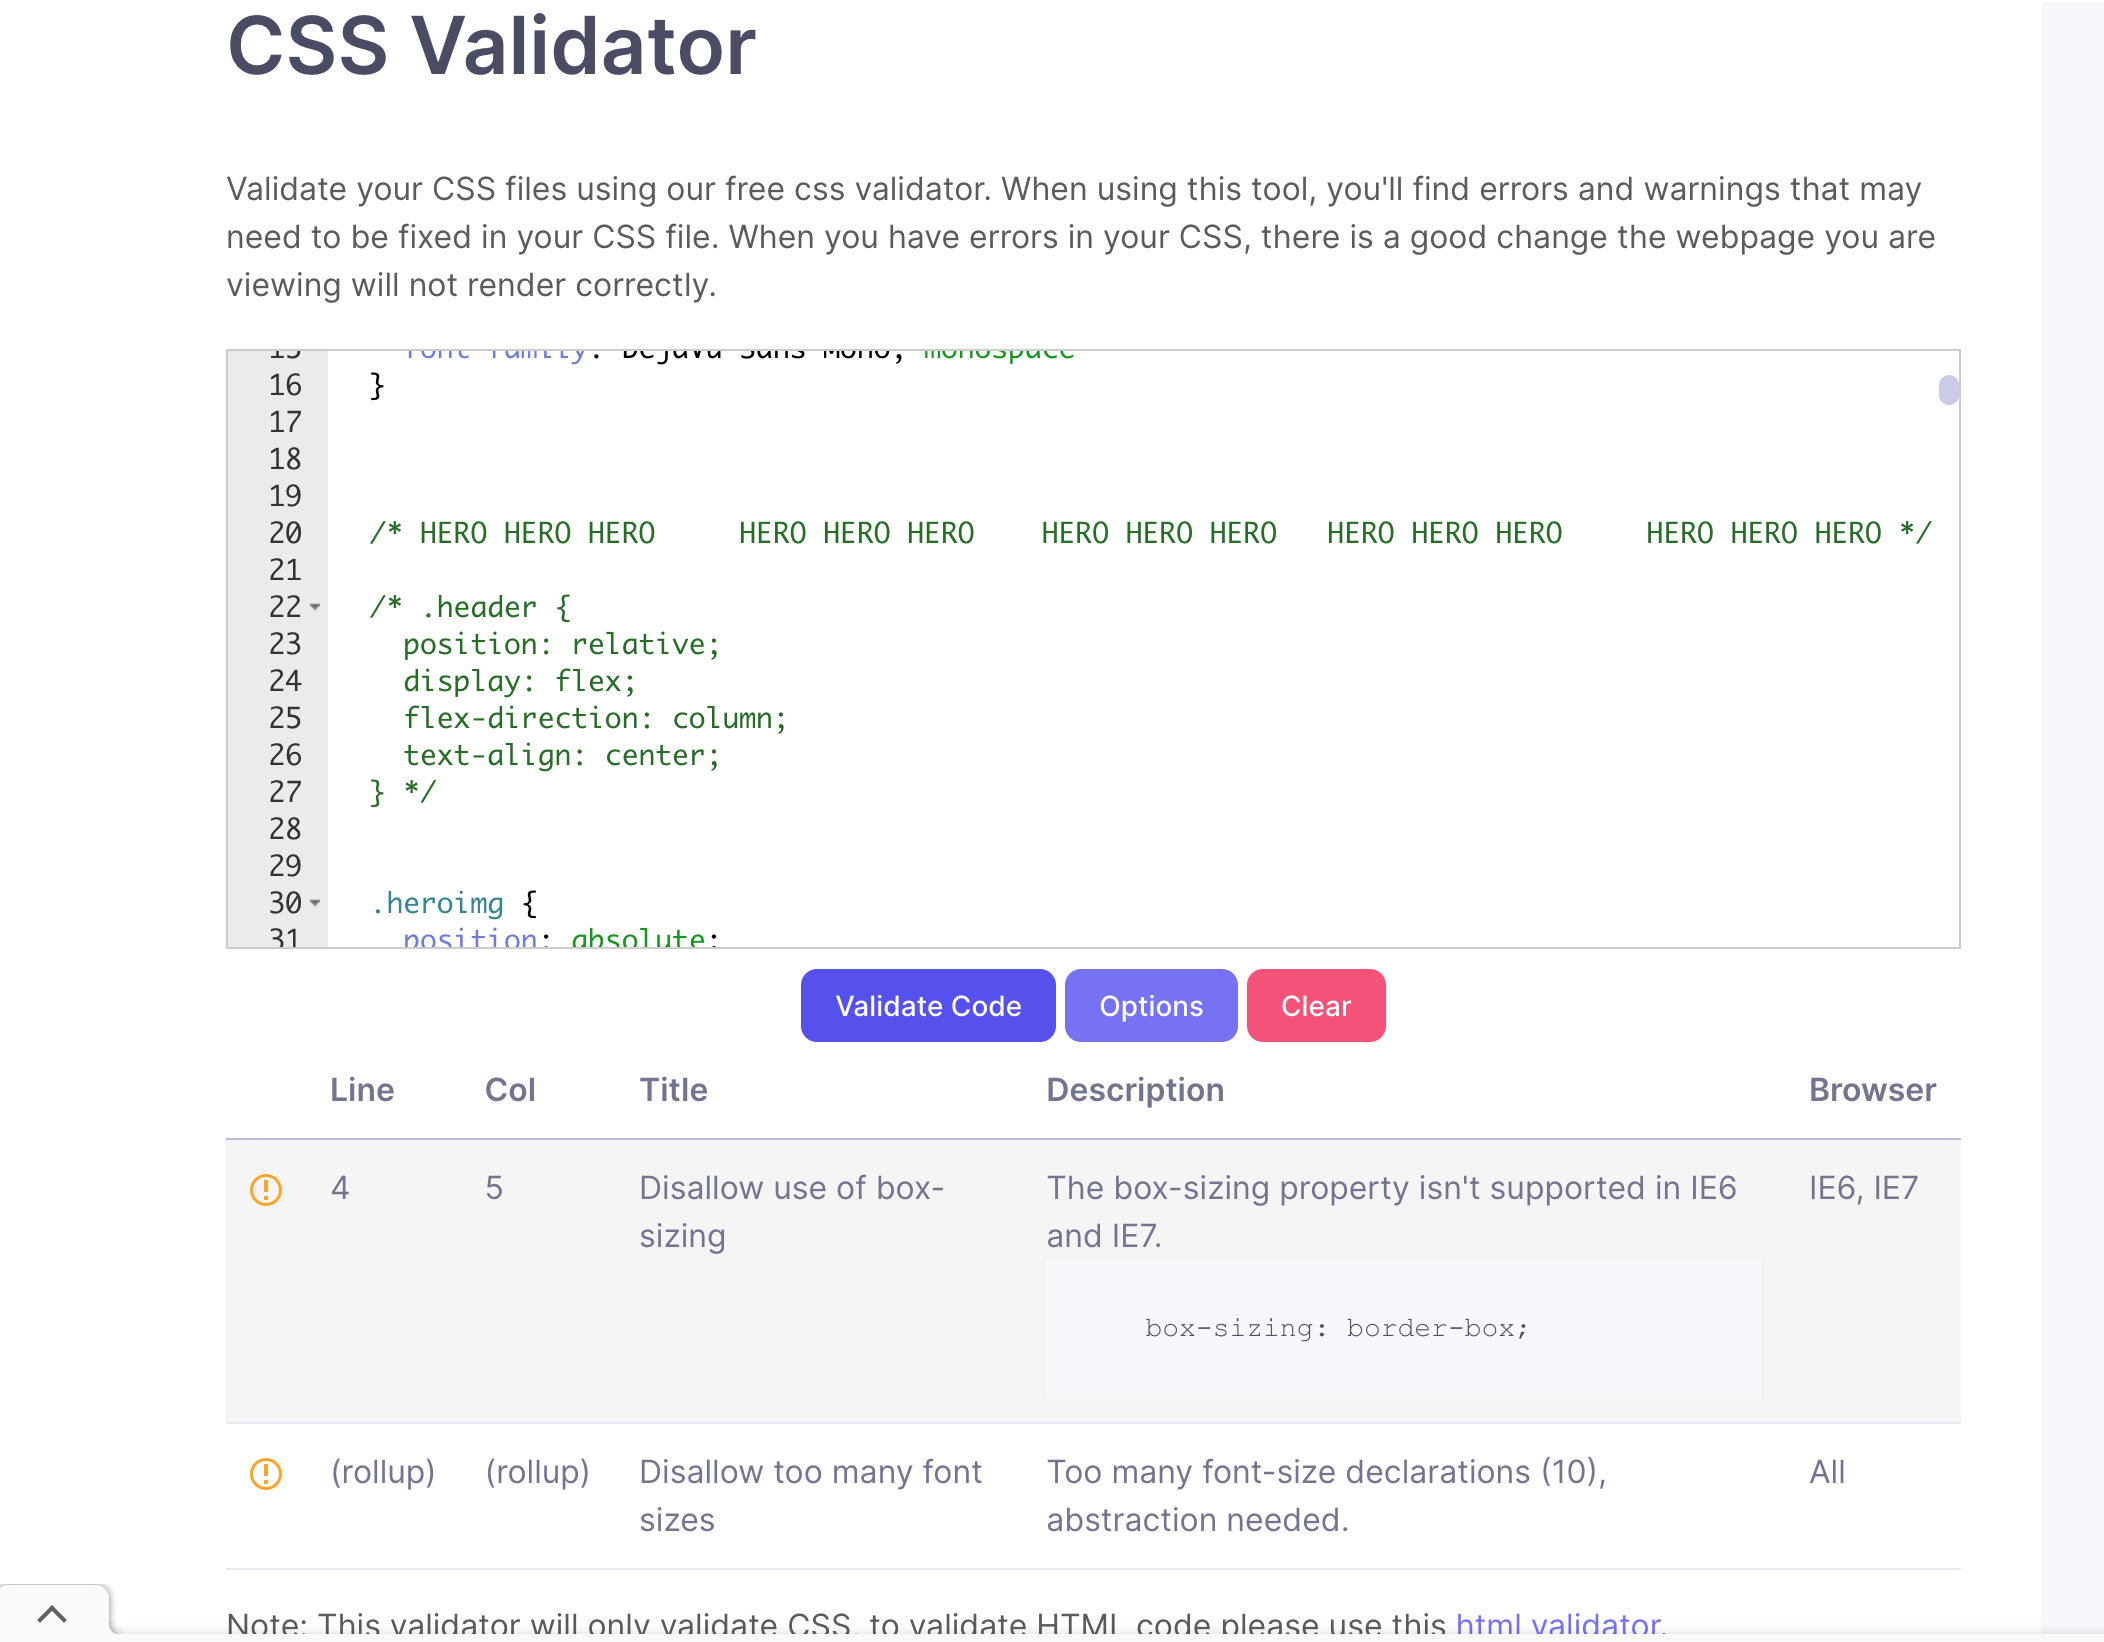 CSS Validator
Validate your CSS files using our free css validator. When using this tool, you'll find errors and warnings that may
need to be fixed in your CSS file. When you have errors in your CSS, there is a good change the webpage you are
viewing will not render correctly.
15 font-family: DejaVu Sans Mono, monospace
16 }
17
18
19
20 /* HERO HERO HERO     HERO HERO HERO    HERO HERO HERO   HERO HERO HERO     HERO HERO HERO */
21
22 /* .header {
23 position: relative;
24 display: flex;
25 flex-direction: column;
26 text-align: center;
27 } */
28
29
30 .heroimg {
31 position: absolute;
Validate Code Options Clear
Line Col Title Description Browser
4 5 Disallow use of box- The box-sizing property isn't supported in IE6 IE6, IE7
sizing and IE7.
box-sizing: border-box;
(rollup) (rollup) Disallow too many font Too many font-size declarations (10), All
sizes abstraction needed.
Note: This validator will only validate CSS, to validate HTML code please use this html validator.